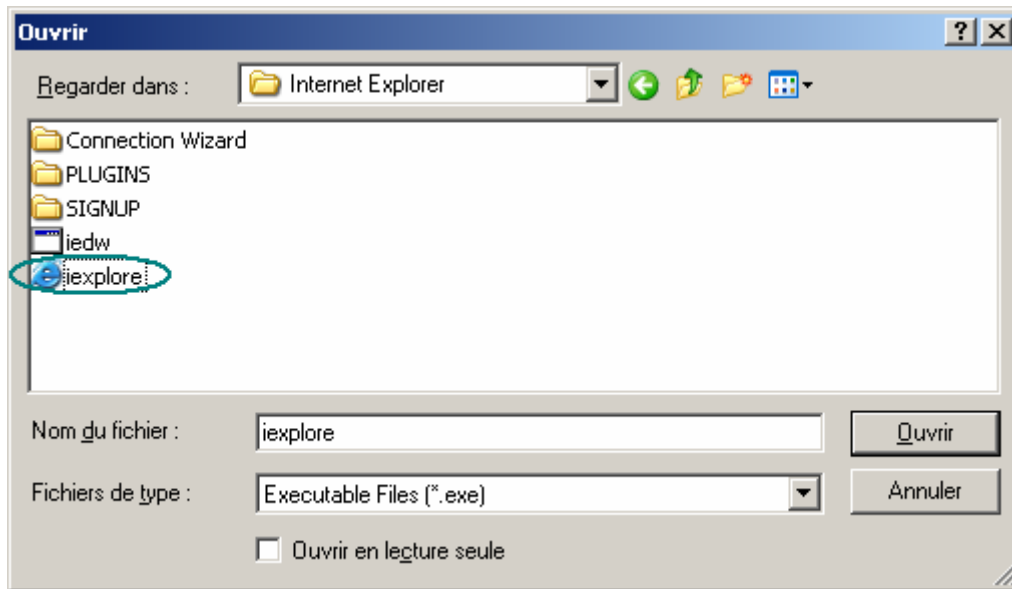 Ouvrir
Regarder dans : Internet Explorer
Connection Wizard
PLUGINS
SIGNUP
iedw
iexplore
Nom du fichier : iexplore Ouvrir
Fichiers de type : Executable Files (*.exe) Annuler
Ouvrir en lecture seule